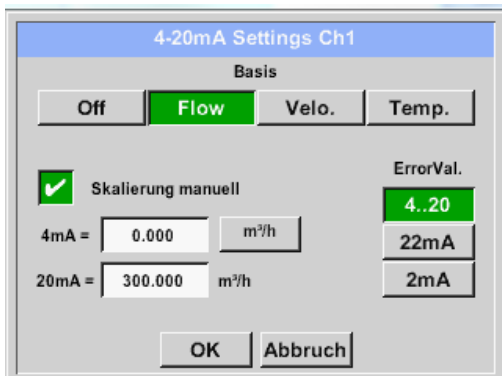 4-20mA Settings Ch1
Basis
Off Flow Velo. Temp.
ErrorVal.
Skalierung manuell
4..20
4mA = 0.000 m³/h
22mA
20mA = 300.000 m³/h
2mA
OK Abbruch